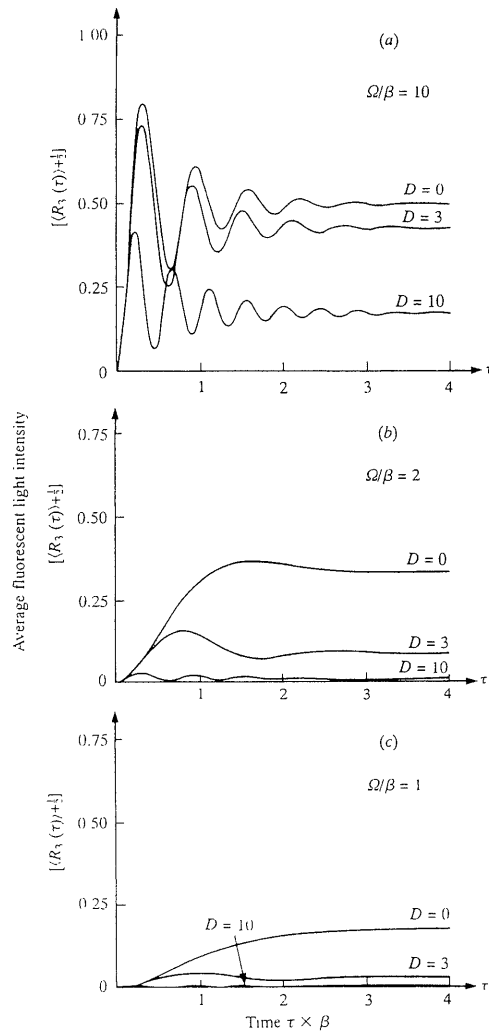 1 00
(a)
Ω/β = 10
0 75
[⟨R₃ (τ)⟩+½]
0.50
D = 0
D = 3
0.25
D = 10
0
1
2
3
4
τ
Average fluorescent light intensity
0.75
(b)
Ω/β = 2
[⟨R₃ (τ)⟩+½]
0.50
D = 0
0.25
D = 3
D = 10
0
1
2
3
4
τ
0.75
(c)
Ω/β = 1
[⟨R₃ (τ)⟩+½]
0 50
0.25
D = 10
D = 0
D = 3
0
1
2
3
4
τ
Time τ × β